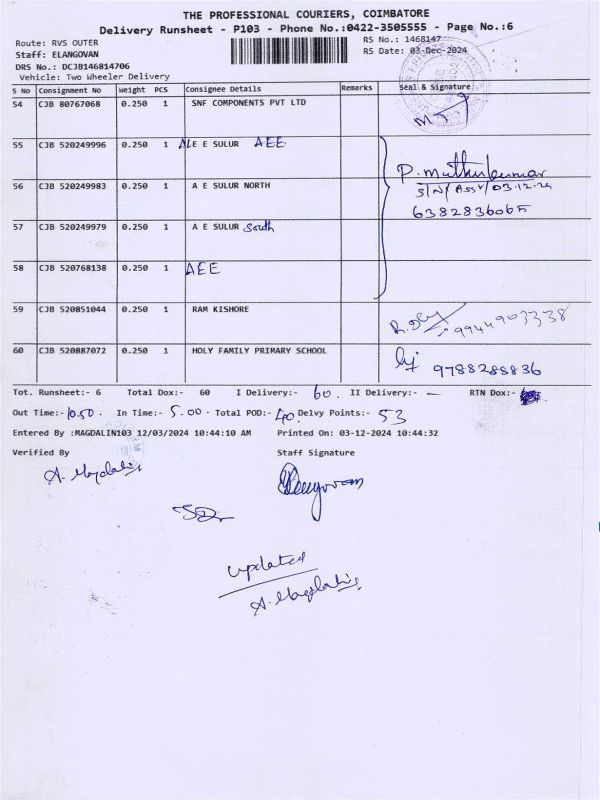 THE PROFESSIONAL COURIERS, COIMBATORE
Delivery Runsheet - P103 - Phone No.:0422-3505555 - Page No.:6
Route: RVS OUTER
RS No.: 1468147
Staff: ELANGOVAN
RS Date: 03-Dec-2024
DRS No.: DCJB146814706
Vehicle: Two Wheeler Delivery
S No Consignment No Weight PCS Consignee Details Remarks Seal & Signature
54 CJB 80767068 0.250 1 SNF COMPONENTS PVT LTD
55 CJB 520249996 0.250 1 ALE E SULUR AEE
P. Muthukumar
56 CJB 520249983 0.250 1 A E SULUR NORTH
03.12.24
6382836065
57 CJB 520249979 0.250 1 A E SULUR South
58 CJB 520768138 0.250 1 AEE
59 CJB 520851044 0.250 1 RAM KISHORE
9944903338
60 CJB 520887072 0.250 1 HOLY FAMILY PRIMARY SCHOOL
9788288836
Tot. Runsheet:- 6 Total Dox:- 60 I Delivery:- 60. II Delivery:- — RTN Dox:-
Out Time:- 10.50. In Time:- 5.00. Total POD:- 40. Delvy Points:- 53
Entered By :MAGDALIN103 12/03/2024 10:44:10 AM Printed On: 03-12-2024 10:44:32
Verified By Staff Signature
A. Magdalin
Elangovan
updated
A. Magdalin